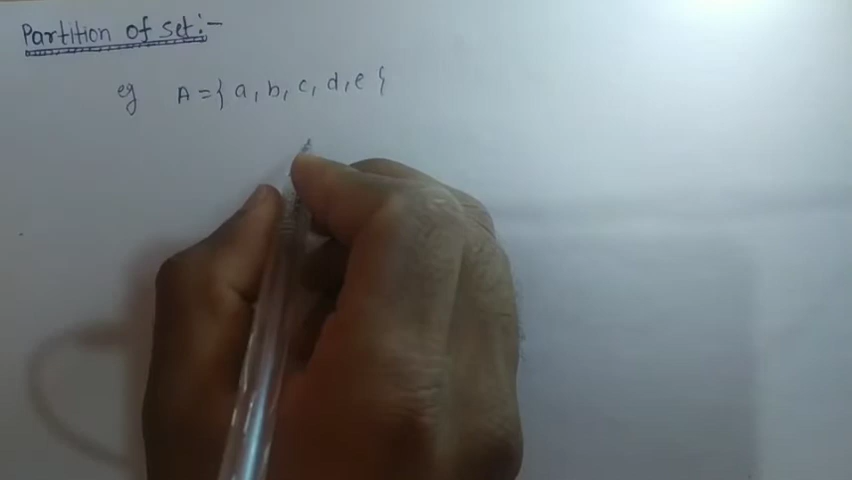 Partition of set:-
eg A = { a, b, c, d, e }